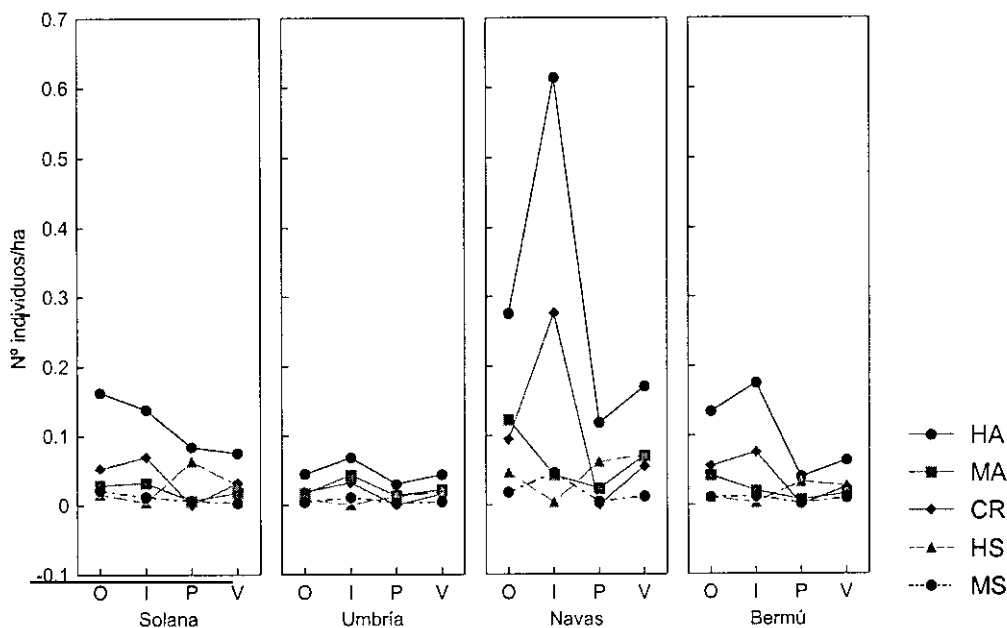 Nº individuos/ha
0.7
0.6
0.5
0.4
0.3
0.2
0.1
0
-0.1
O I P V
Solana
O I P V
Umbría
O I P V
Navas
O I P V
Bermú
HA
MA
CR
HS
MS